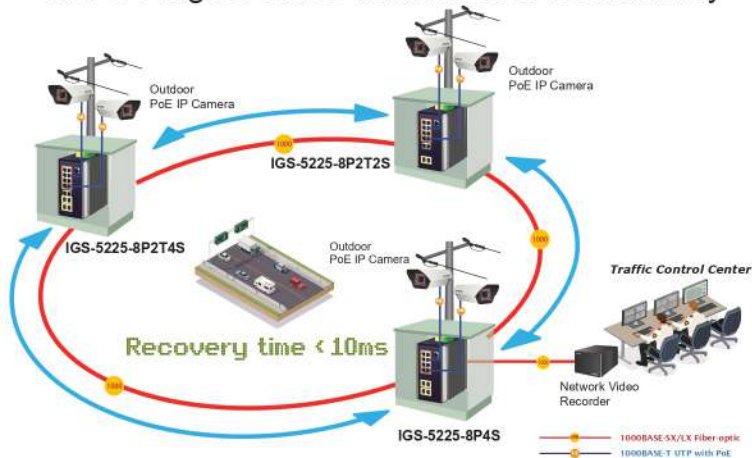 Outdoor
PoE IP Camera
Outdoor
PoE IP Camera
1000
IGS-5225-8P2T2S
IGS-5225-8P2T4S
1000
Outdoor
PoE IP Camera
Traffic Control Center
Recovery time < 10ms
1000
Network Video
Recorder
IGS-5225-8P4S
1000BASE-SX/LX Fiber-optic
1000BASE-T UTP with PoE